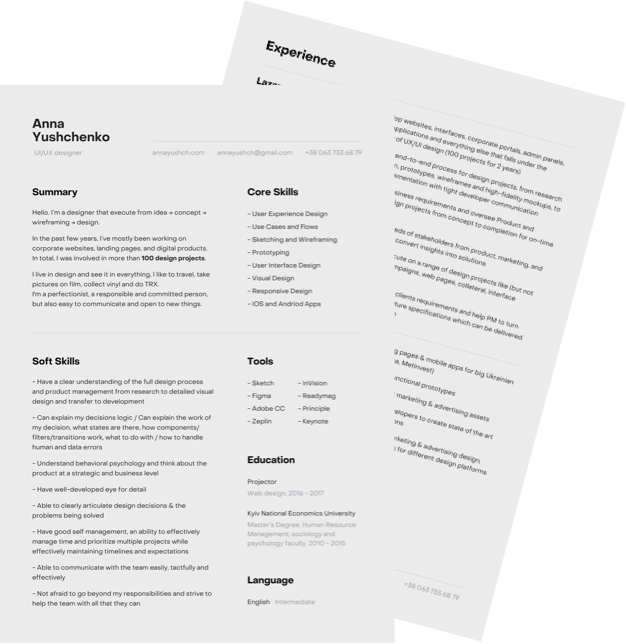 Experience
Anna
Yushchenko
UI/UX designer
annayushch.com
annayushch@gmail.com
+38 063 733 68 79
Summary
Hello, I'm a designer that execute from idea → concept →
wireframing → design.
In the past few years, I've mostly been working on
corporate websites, landing pages, and digital products.
In total, I was involved in more than 100 design projects.
I live in design and see it in everything, I like to travel, take
pictures on film, collect vinyl and do TRX.
I'm a perfectionist, a responsible and committed person,
but also easy to communicate and open to new things.
Core Skills
– User Experience Design
– Use Cases and Flows
– Sketching and Wireframing
– Prototyping
– User Interface Design
– Visual Design
– Responsive Design
– iOS and Andriod Apps
Soft Skills
– Have a clear understanding of the full design process
and product management from research to detailed visual
design and transfer to development
– Can explain my decisions logic / Can explain the work of
my decision, what states are there, how components/
filters/transitions work, what to do with / how to handle
human and data errors
– Understand behavioral psychology and think about the
product at a strategic and business level
– Have well-developed eye for detail
– Able to clearly articulate design decisions & the
problems being solved
– Have good self management, an ability to effectively
manage time and prioritize multiple projects while
effectively maintaining timelines and expectations
– Able to communicate with the team easily, tactfully and
effectively
– Not afraid to go beyond my responsibilities and strive to
help the team with all that they can
Tools
– Sketch
– Figma
– Adobe CC
– Zeplin
– InVision
– Readymag
– Principle
– Keynote
Education
Projector
Web design, 2016 – 2017
Kyiv National Economics University
Master's Degree, Human Resource
Management, sociology and
psychology faculty, 2010 – 2015
Language
English Intermediate
websites, interfaces, corporate portals, admin panels,
applications and everything else that falls under the
of UX/UI design (100 projects for 2 years)
end-to-end process for design projects, from research
prototypes, wireframes and high-fidelity mockups, to
with tight developer communication
requirements and oversee Product and
projects from concept to completion for on-time
of stakeholders from product, marketing, and
convert insights into solutions
on a range of design projects like (but not
web pages, collateral, interface
clients requirements and help PM to turn
specifications which can be delivered
pages & mobile apps for big Ukrainian
Metinvest)
prototypes
marketing & advertising assets
to create state of the art
marketing & advertising design,
for different design platforms
+38 063 733 68 79